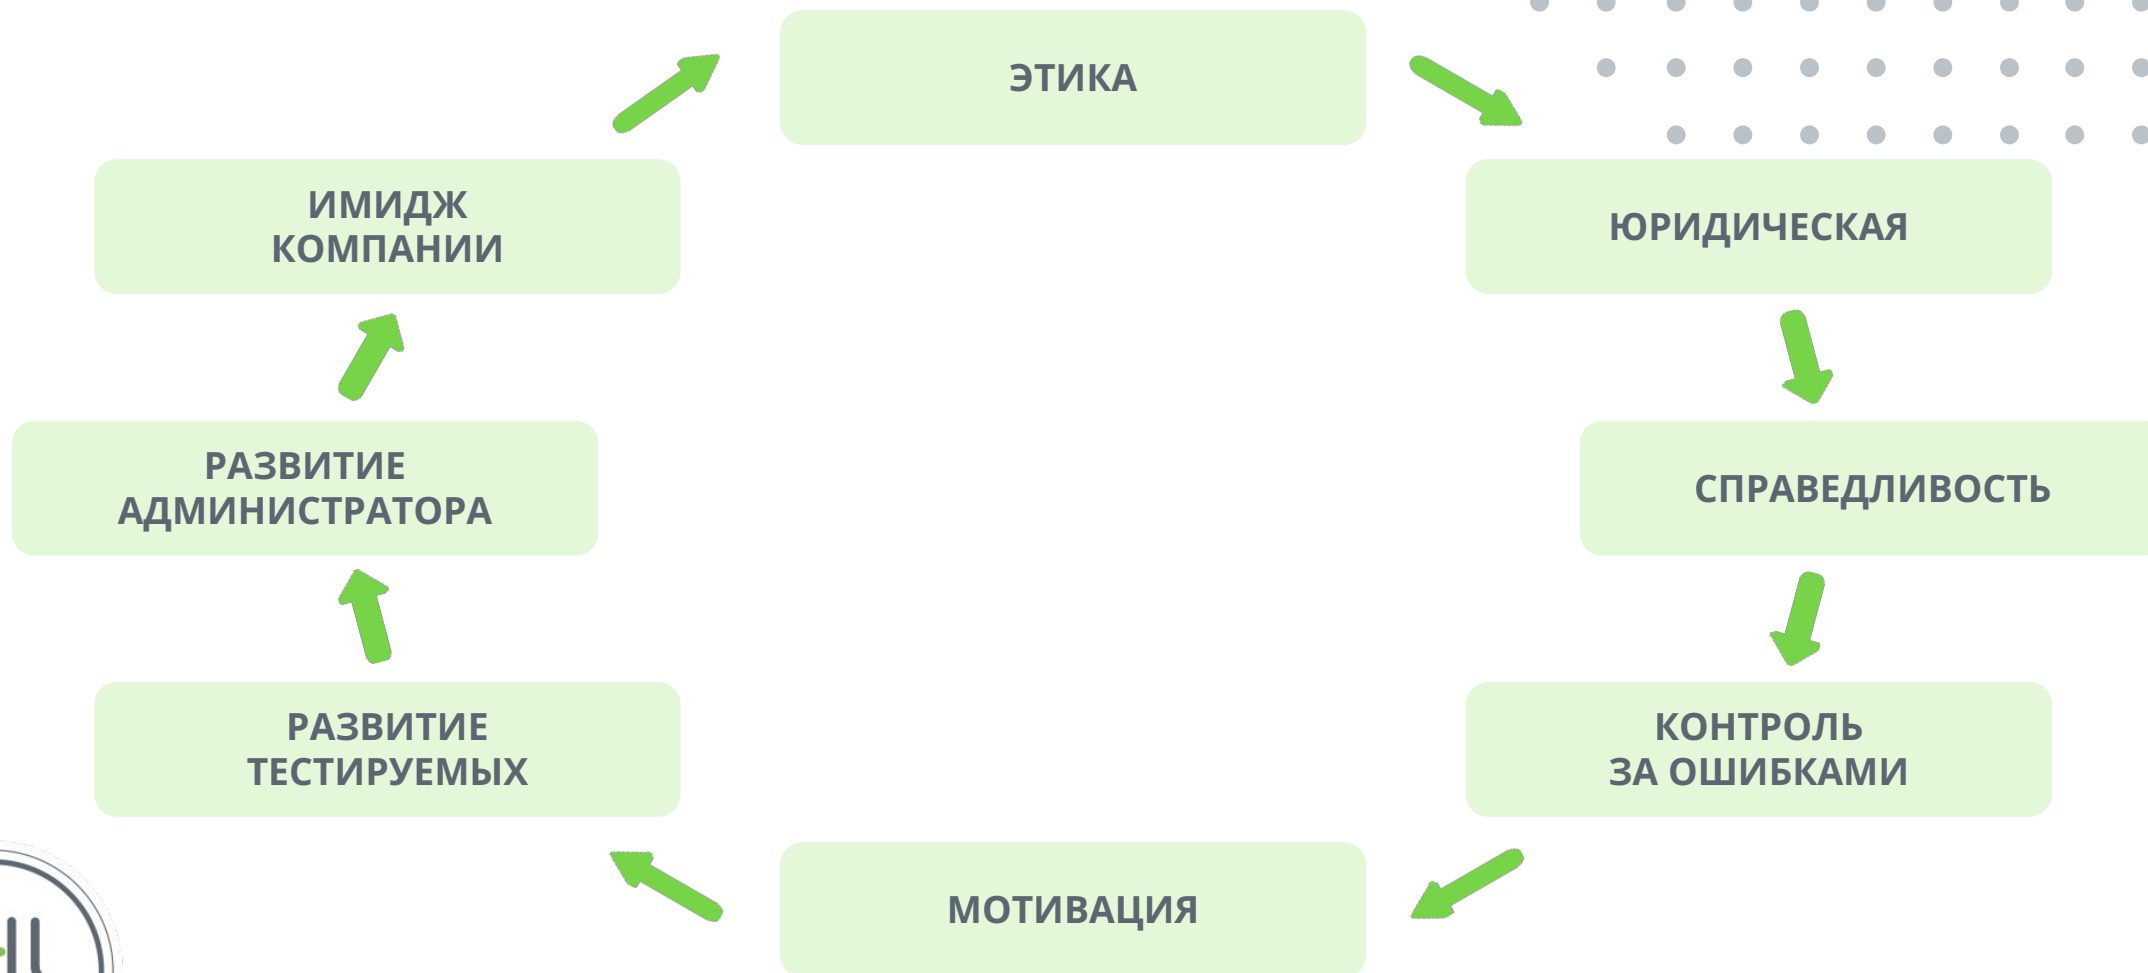 ЭТИКА
ИМИДЖ
КОМПАНИИ
ЮРИДИЧЕСКАЯ
РАЗВИТИЕ
АДМИНИСТРАТОРА
СПРАВЕДЛИВОСТЬ
РАЗВИТИЕ
ТЕСТИРУЕМЫХ
КОНТРОЛЬ
ЗА ОШИБКАМИ
МОТИВАЦИЯ